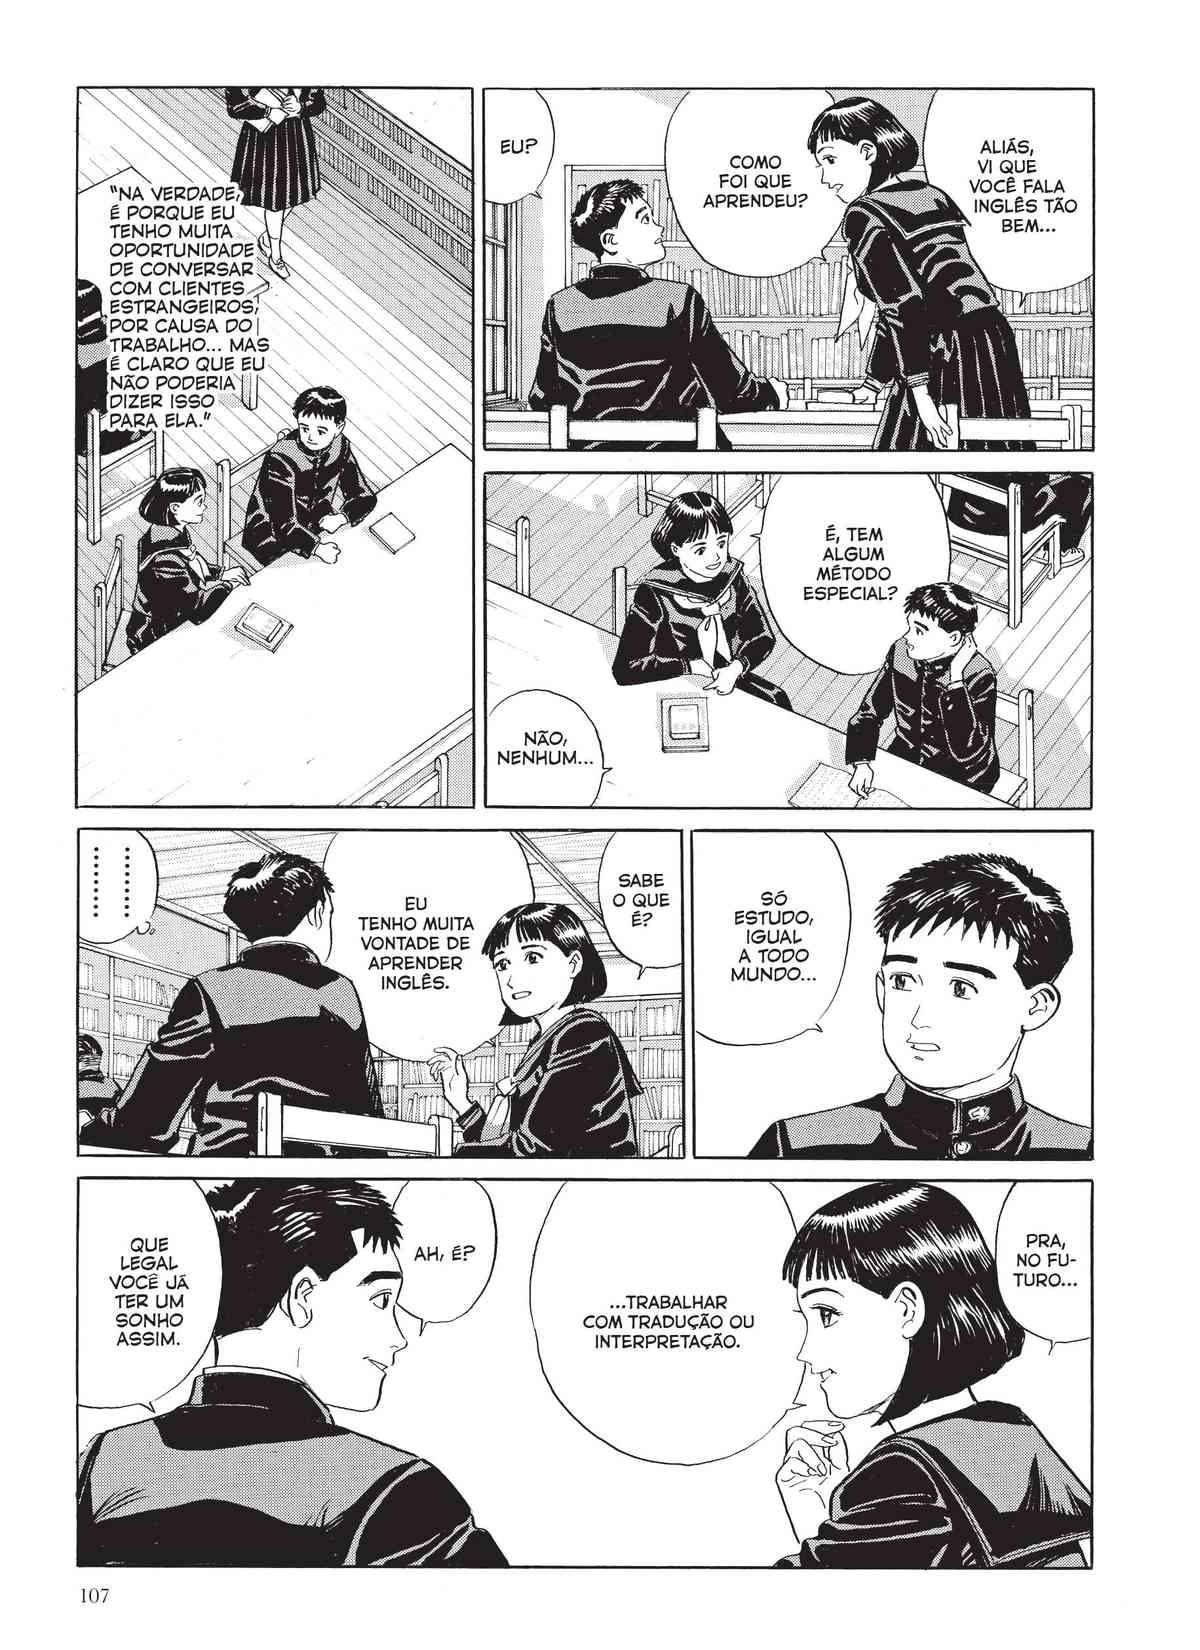 ALIÁS,
VI QUE
VOCÊ FALA
INGLÊS TÃO
BEM...
COMO
FOI QUE
APRENDEU?
EU?
É, TEM
ALGUM
MÉTODO
ESPECIAL?
NÃO,
NENHUM...
“NA VERDADE,
É PORQUE EU
TENHO MUITA
OPORTUNIDADE
DE CONVERSAR
COM CLIENTES
ESTRANGEIROS,
POR CAUSA DO
TRABALHO... MAS
É CLARO QUE EU
NÃO PODERIA
DIZER ISSO
PARA ELA.”
SÓ
ESTUDO,
IGUAL
A TODO
MUNDO...
SABE
O QUE
É?
EU
TENHO MUITA
VONTADE DE
APRENDER
INGLÊS.
PRA,
NO FU-
TURO...
...TRABALHAR
COM TRADUÇÃO OU
INTERPRETAÇÃO.
AH, É?
QUE
LEGAL
VOCÊ JÁ
TER UM
SONHO
ASSIM.
107